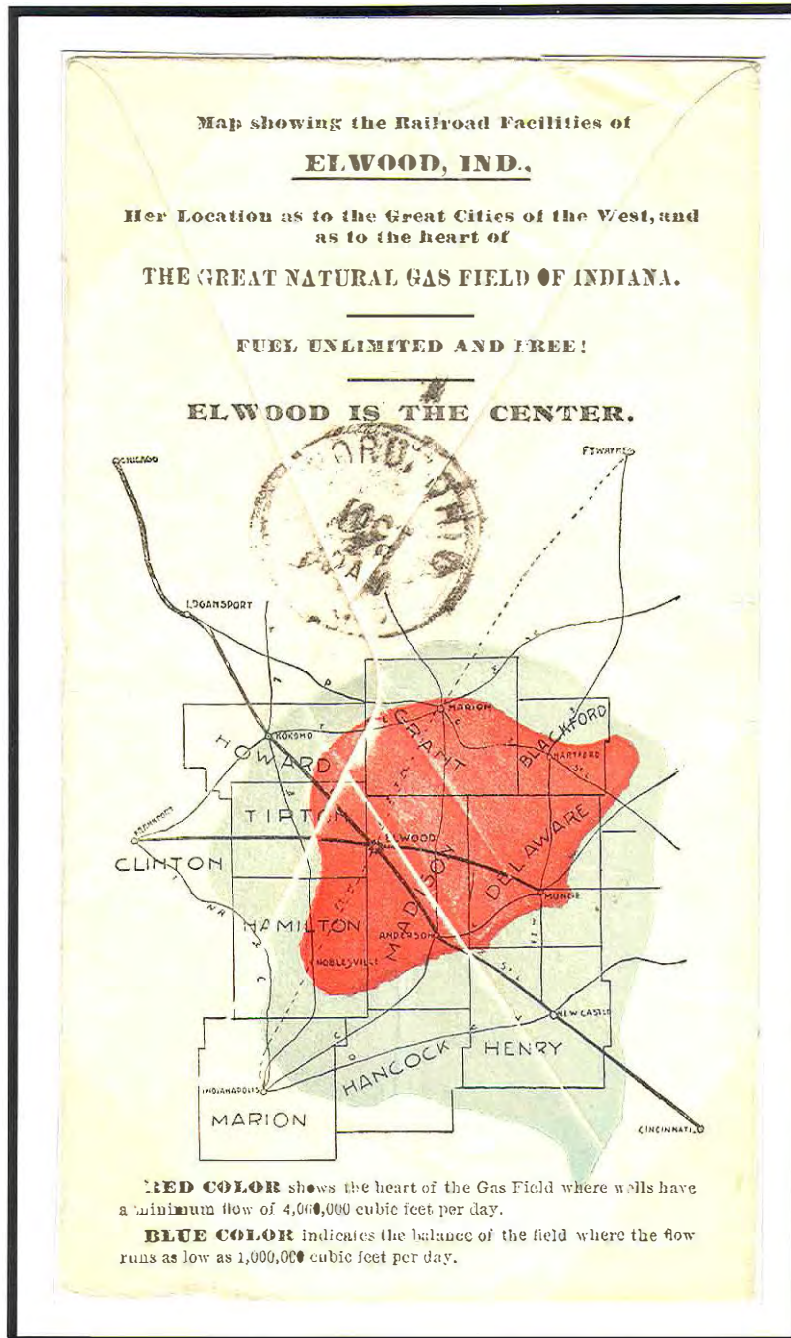 Map showing the Railroad Facilities of
ELWOOD, IND.,
Her Location as to the Great Cities of the West, and
as to the heart of
THE GREAT NATURAL GAS FIELD OF INDIANA.
FUEL UNLIMITED AND FREE!
ELWOOD IS THE CENTER.
CHICAGO
FT WAYNE
OCT
LOGANSPORT
MARION
GRANT
BLACKFORD
KOKOMO
HOWARD
HARTFORD
TIPTON
FRANKFORT
ELWOOD
CLINTON
MADISON
DELAWARE
MUNCIE
HAMILTON
ANDERSON
NOBLESVILLE
NEW CASTLE
HENRY
HANCOCK
INDIANAPOLIS
MARION
CINCINNATI
RED COLOR shows the heart of the Gas Field where wells have
a minimum flow of 4,000,000 cubic feet per day.
BLUE COLOR indicates the balance of the field where the flow
runs as low as 1,000,000 cubic feet per day.